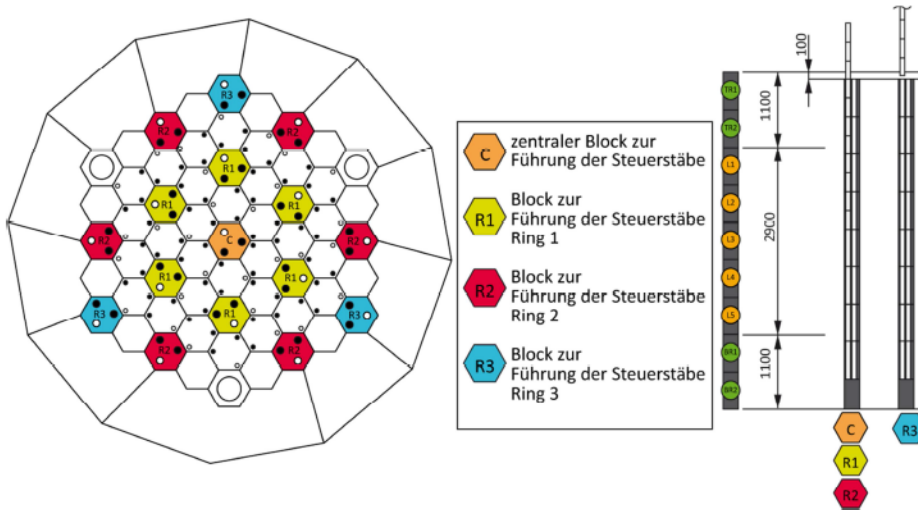 R3
R2
R2
R1
R1
R1
R2
C
R2
R1
R1
R3
R1
R3
R2
R2
C
zentraler Block zur
Führung der Steuerstäbe
R1
Block zur
Führung der Steuerstäbe
Ring 1
R2
Block zur
Führung der Steuerstäbe
Ring 2
R3
Block zur
Führung der Steuerstäbe
Ring 3
100
TR1
1100
TR2
L1
L2
2900
L3
L4
L5
BR1
1100
BR2
C
R3
R1
R2